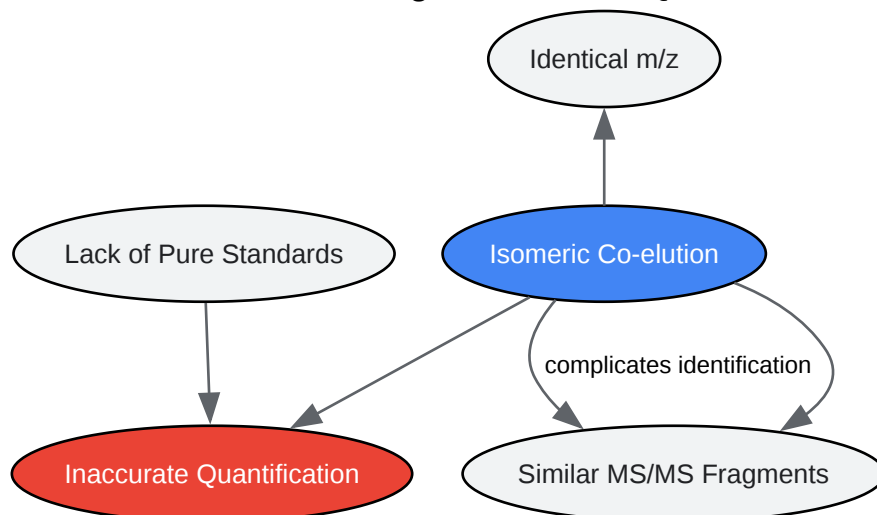 Identical m/z
Lack of Pure Standards
Isomeric Co-elution
complicates identification
Inaccurate Quantification
Similar MS/MS Fragments